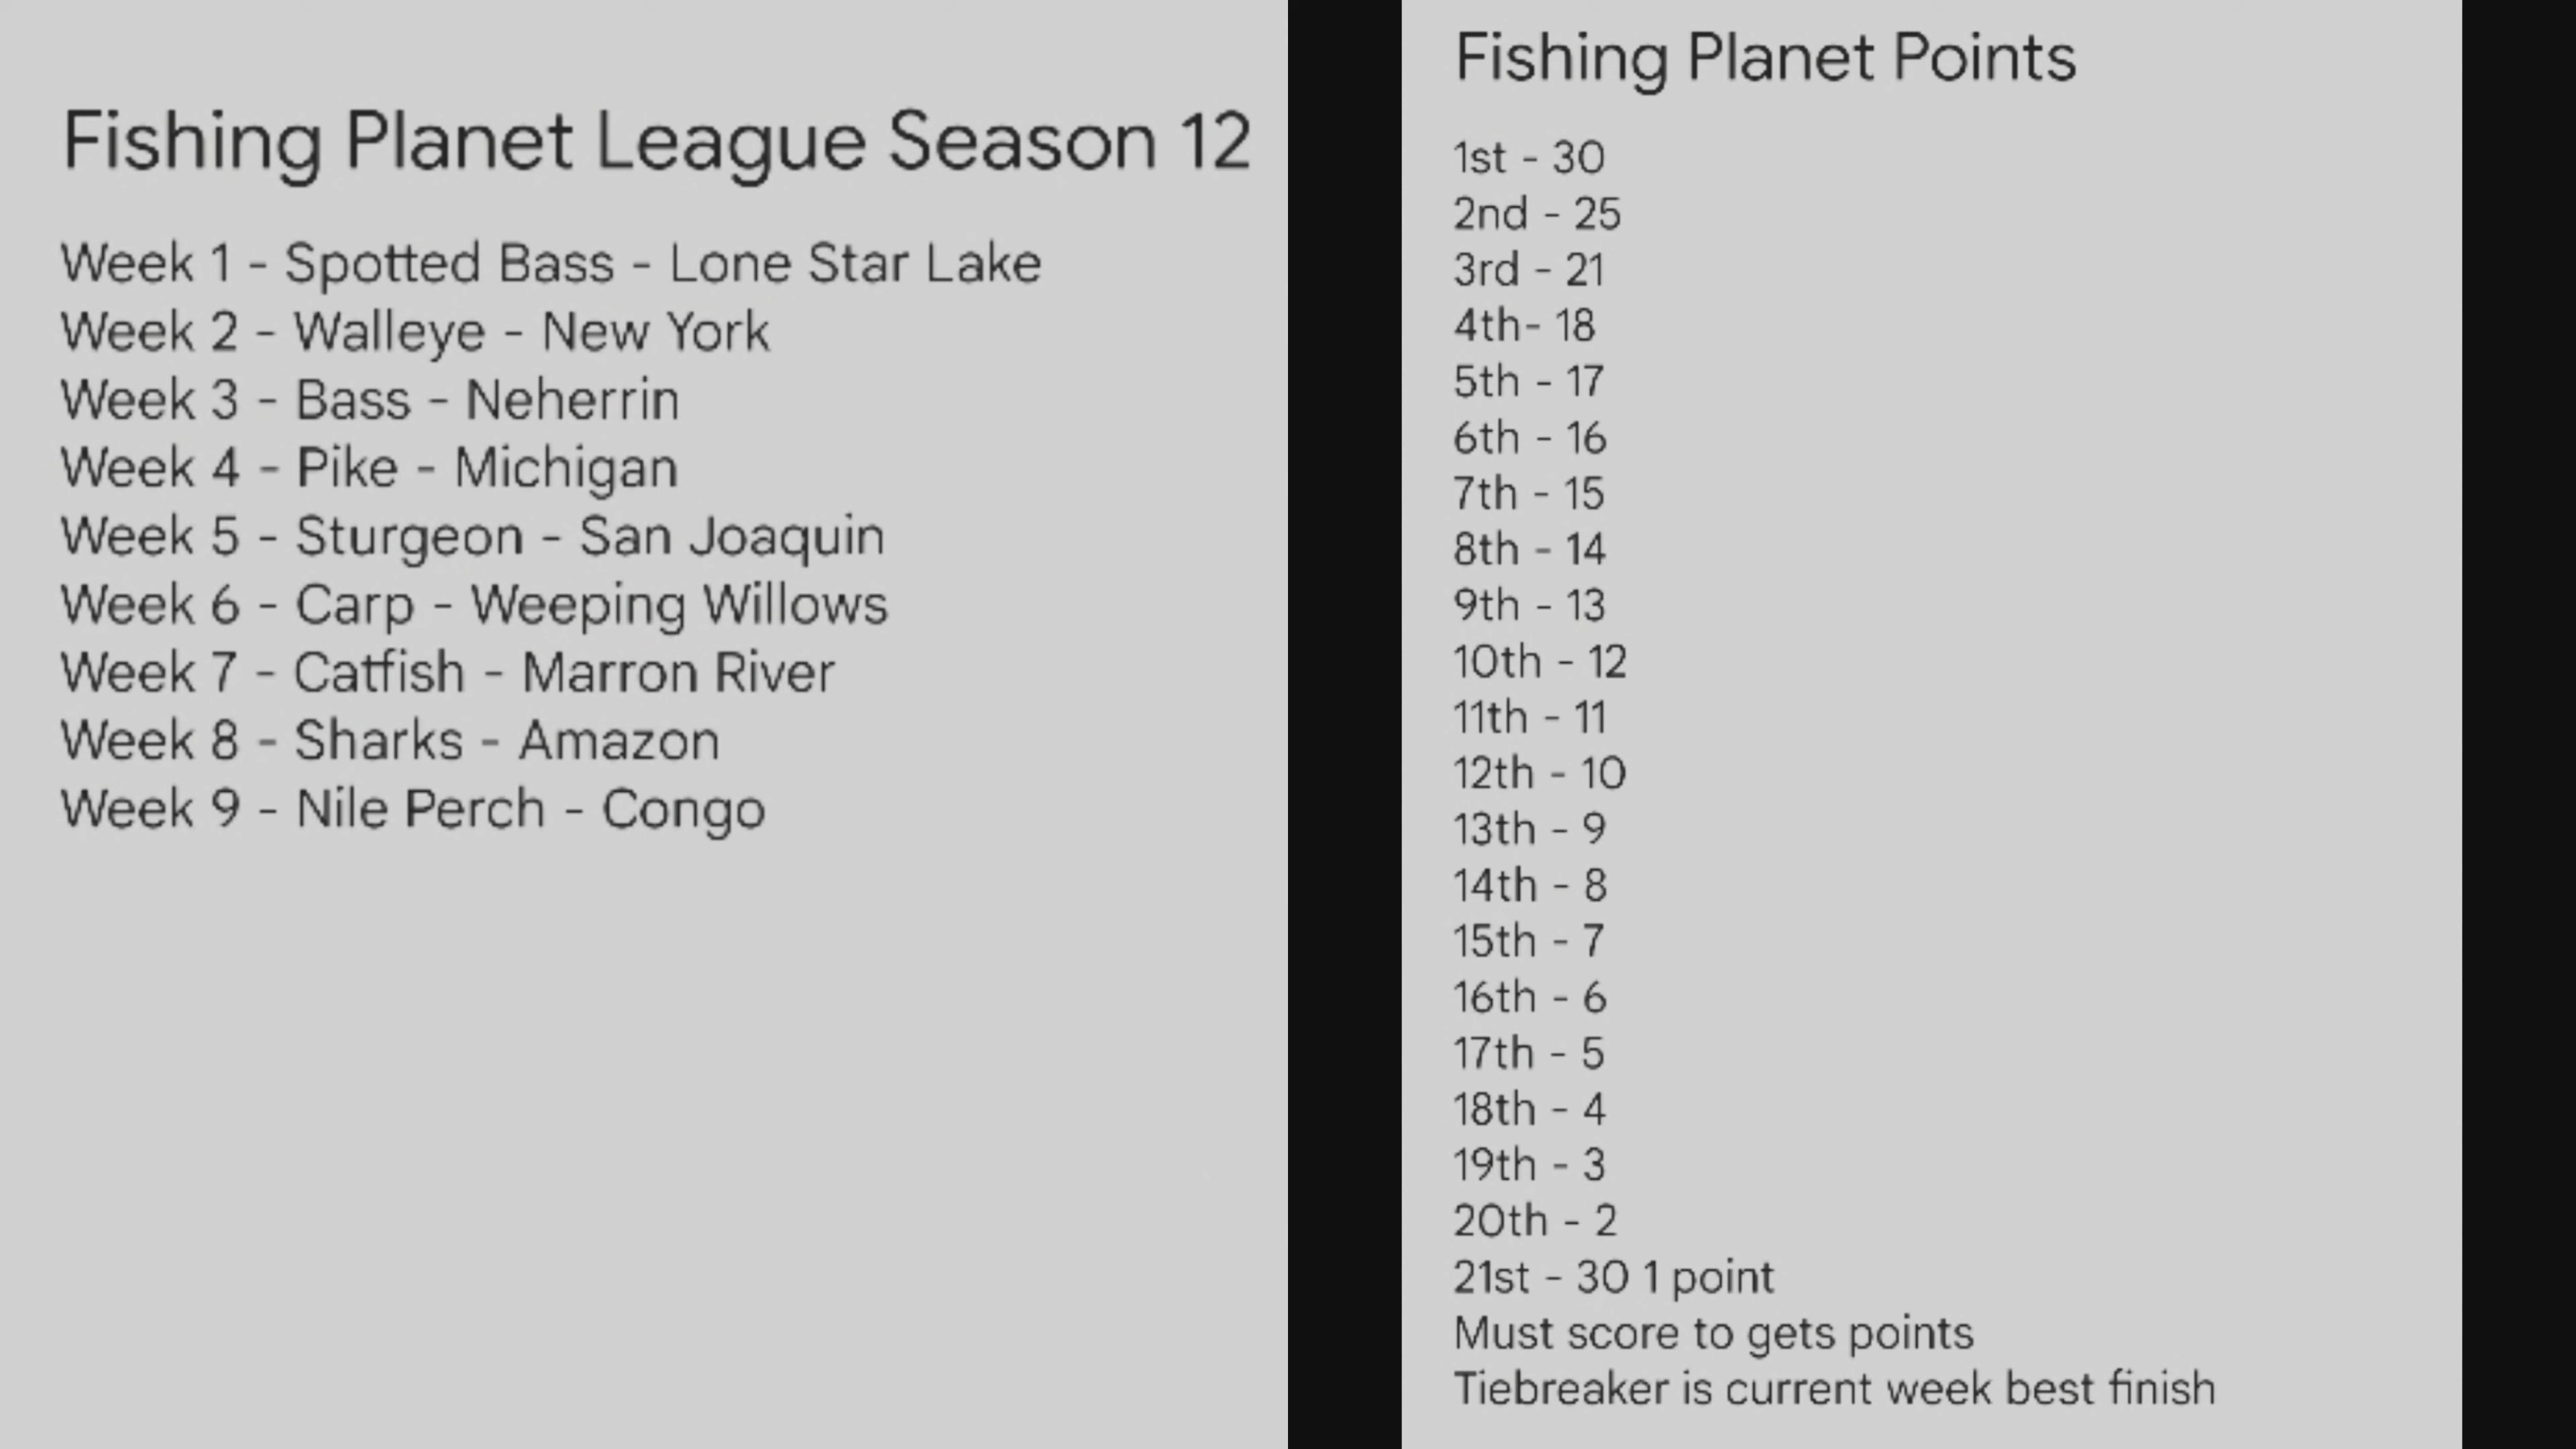 Fishing Planet League Season 12
Week 1 - Spotted Bass - Lone Star Lake
Week 2 - Walleye - New York
Week 3 - Bass - Neherrin
Week 4 - Pike - Michigan
Week 5 - Sturgeon - San Joaquin
Week 6 - Carp - Weeping Willows
Week 7 - Catfish - Marron River
Week 8 - Sharks - Amazon
Week 9 - Nile Perch - Congo
Fishing Planet Points
1st - 30
2nd - 25
3rd - 21
4th- 18
5th - 17
6th - 16
7th - 15
8th - 14
9th - 13
10th - 12
11th - 11
12th - 10
13th - 9
14th - 8
15th - 7
16th - 6
17th - 5
18th - 4
19th - 3
20th - 2
21st - 30 1 point
Must score to gets points
Tiebreaker is current week best finish